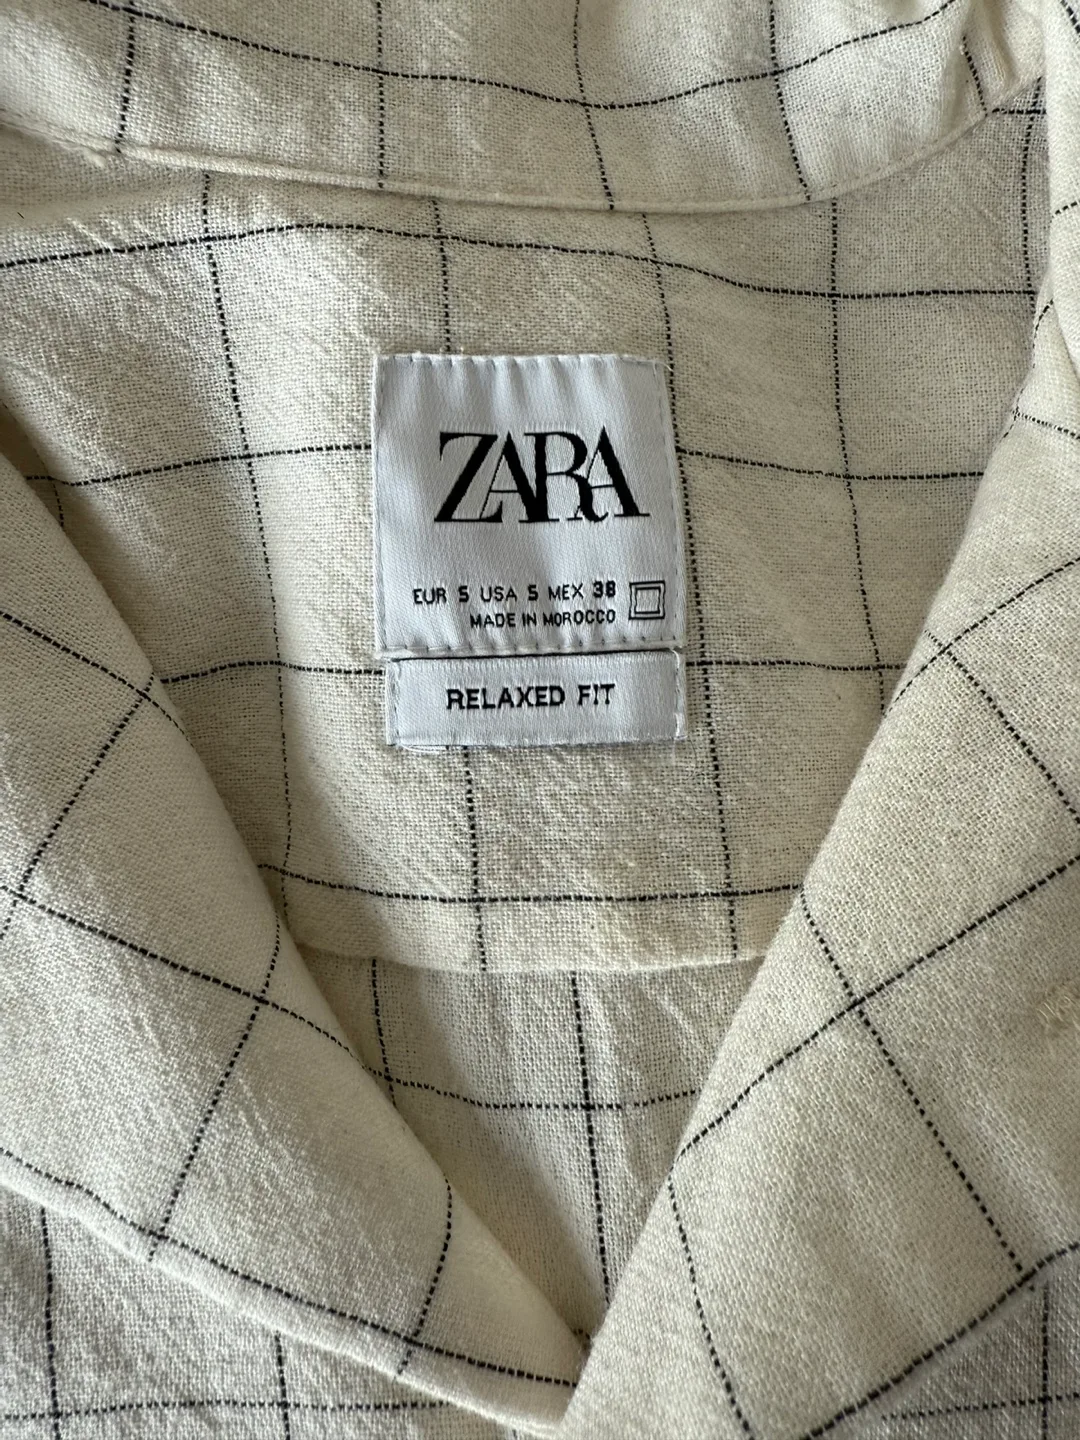 ZARA
EUR S USA S MEX 38
MADE IN MOROCCO
RELAXED FIT